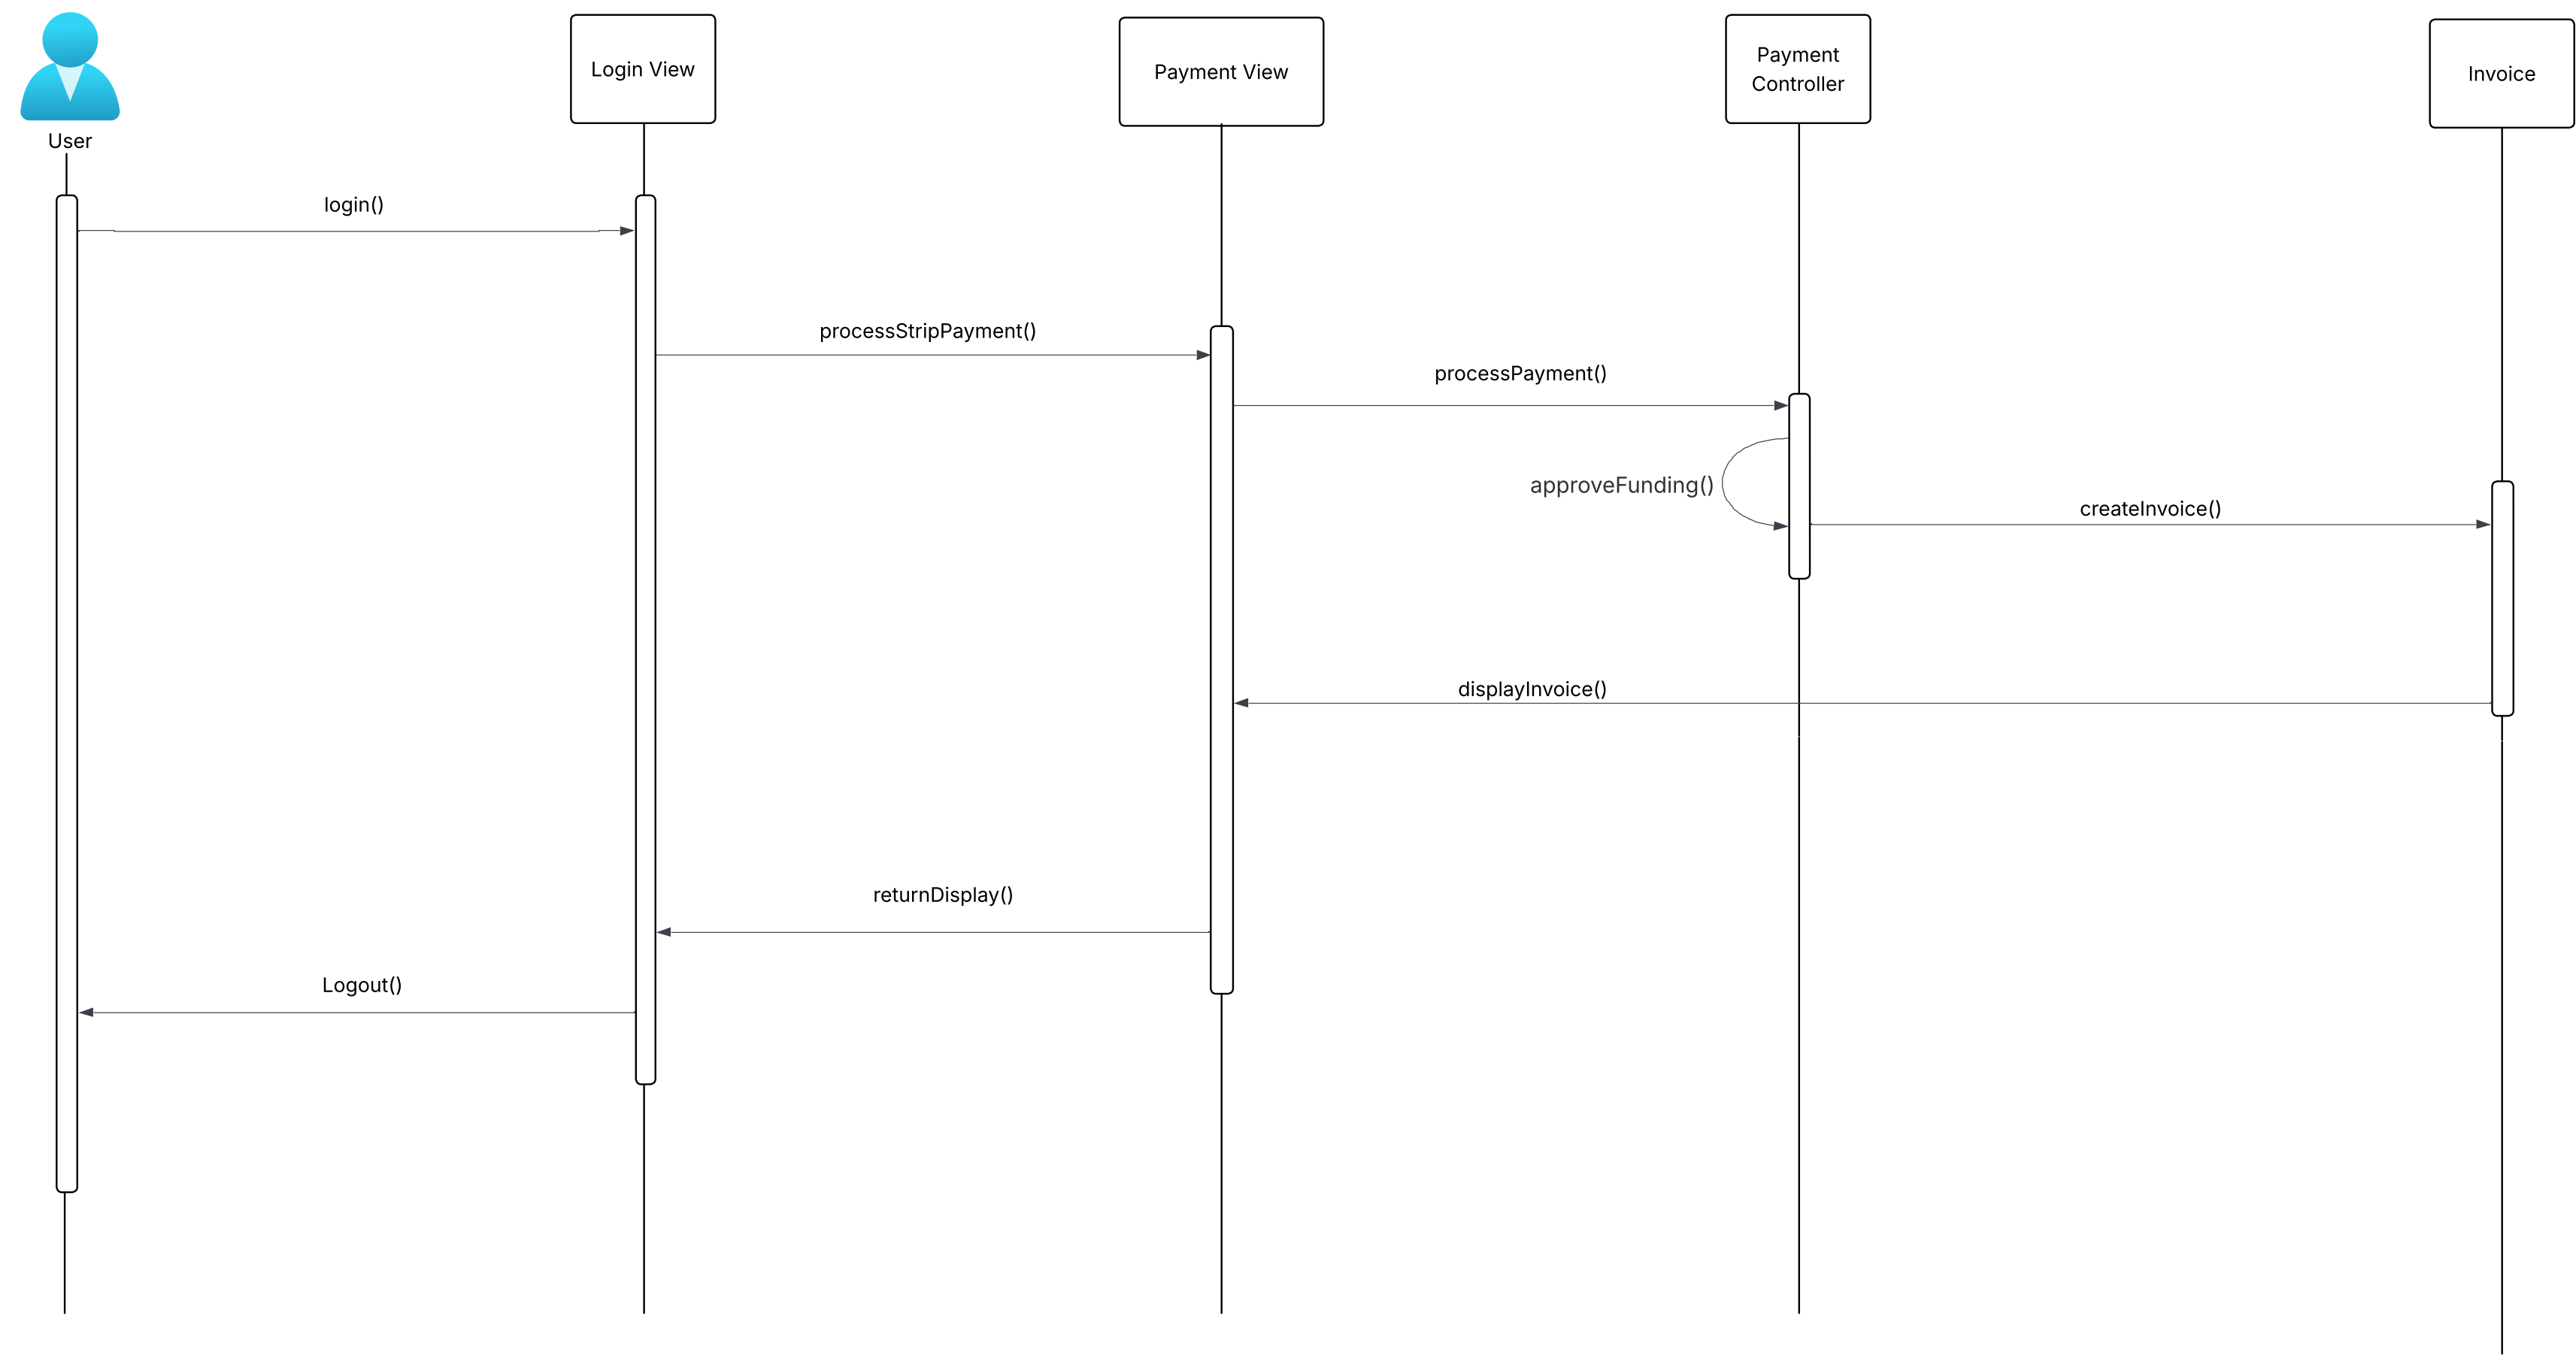 User
Login View
Payment View
Payment
Controller
Invoice
login()
processStripPayment()
processPayment()
approveFunding()
createInvoice()
displayInvoice()
returnDisplay()
Logout()